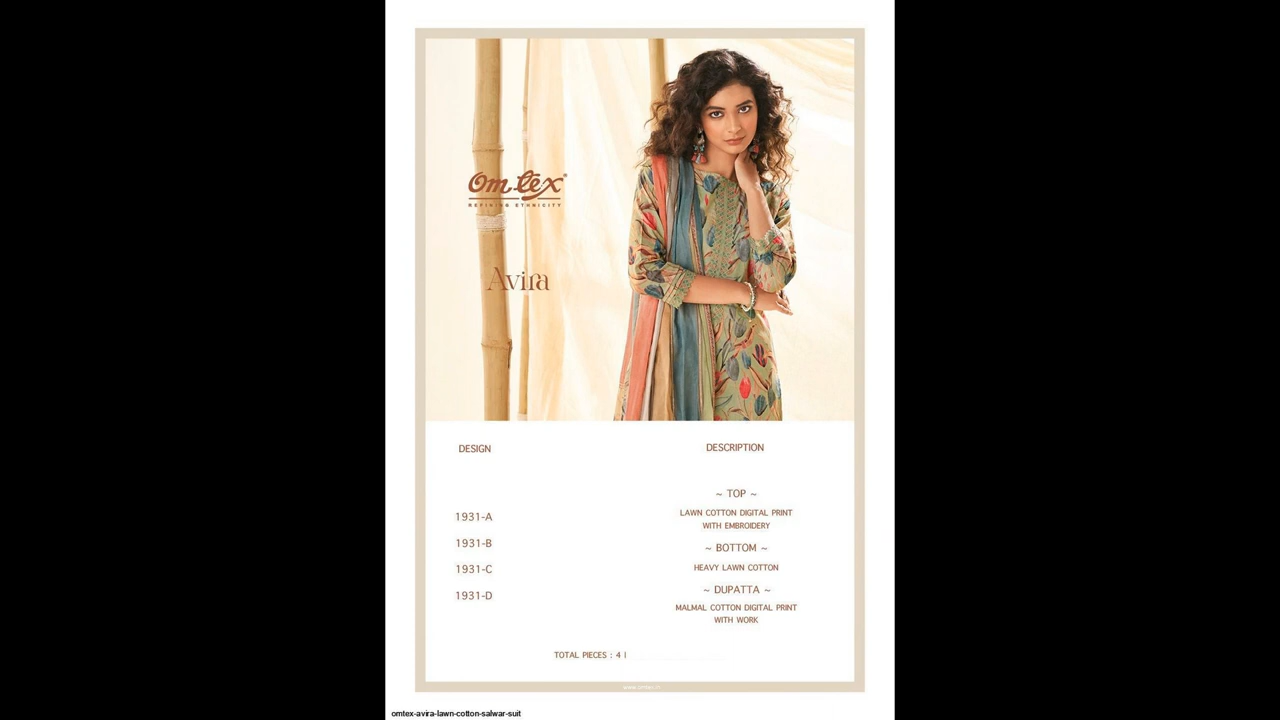 Om tex®
REFINING ETHNICITY
Avira
DESIGN
1931-A
1931-B
1931-C
1931-D
DESCRIPTION
~ TOP ~
LAWN COTTON DIGITAL PRINT
WITH EMBROIDERY
~ BOTTOM ~
HEAVY LAWN COTTON
~ DUPATTA ~
MALMAL COTTON DIGITAL PRINT
WITH WORK
TOTAL PIECES : 4 |
omtex-avira-lawn-cotton-salwar-suit